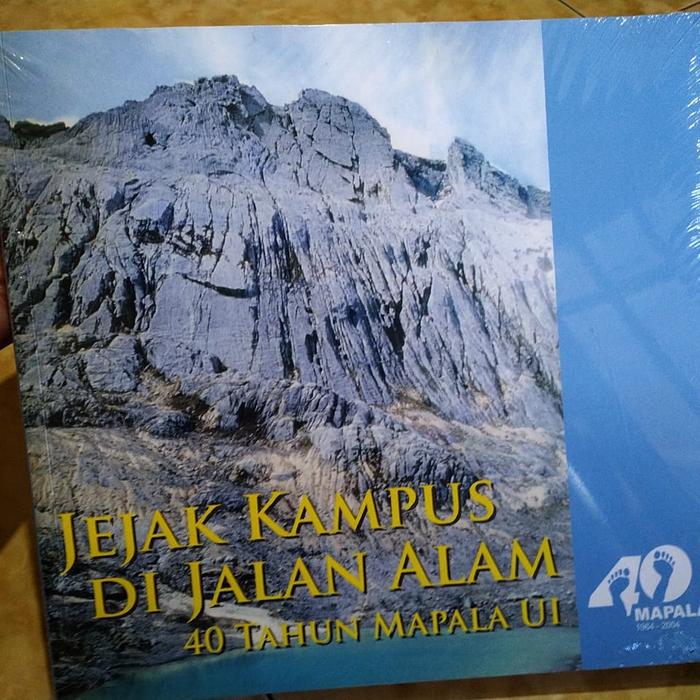 JEJAK KAMPUS
DI JALAN ALAM
40 TAHUN MAPALA UI
40
MAPALA
1964 - 2004